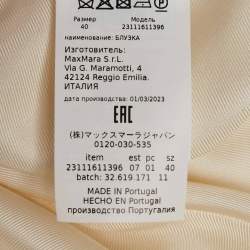 Размер Модель
40 23111611396
наименование: БЛУЗКА
Изготовитель:
MaxMara S.r.L.
Via G. Maramotti, 4
42124 Reggio Emilia.
ИТАЛИЯ
дата производства: 01/03/2023
EAC
(株)マックスマーラジャパン
0120-030-535
item est pc sz
23111611396 07 01 40
batch: 32.619.171 11
MADE IN Portugal
HECHO EN Portugal
производство Португалия